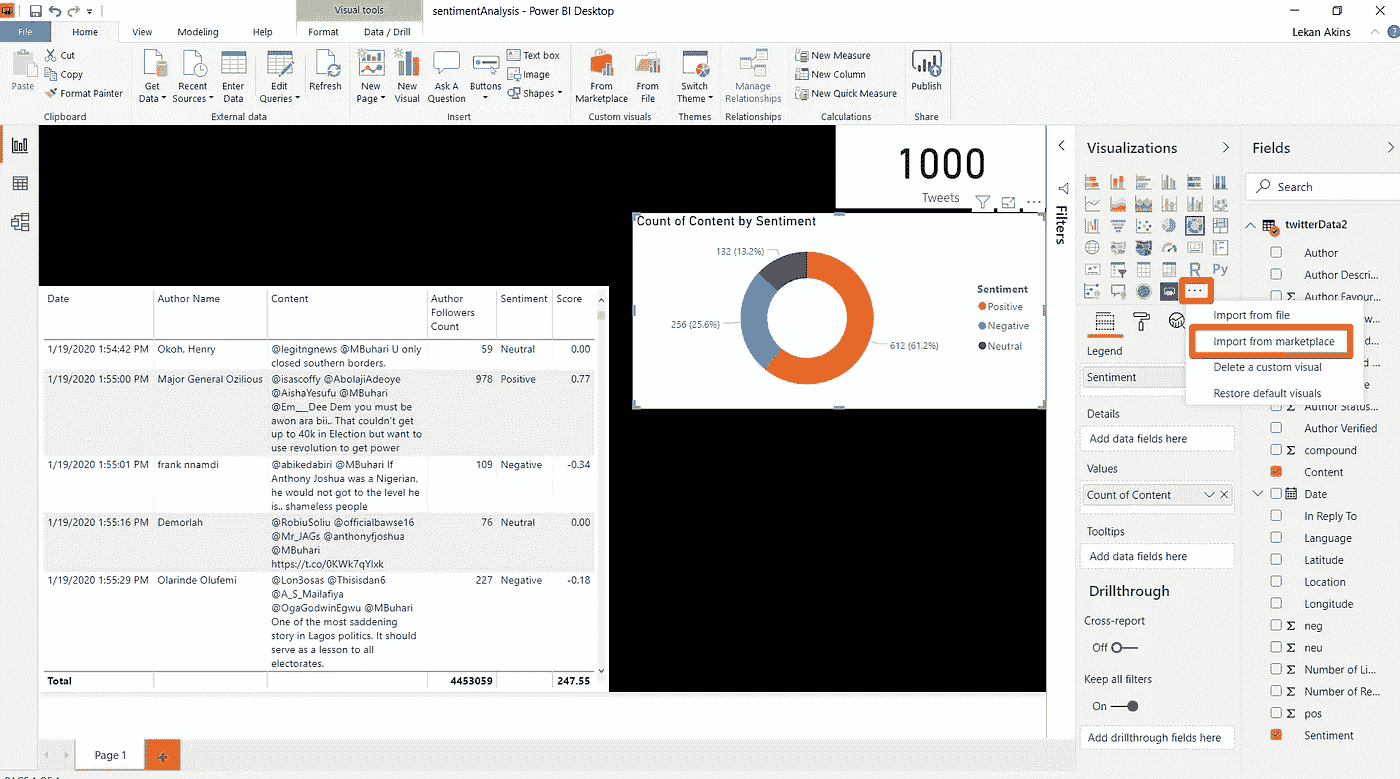 Visual tools
sentimentAnalysis - Power BI Desktop
Lekan Akins
File
Home
View
Modeling
Help
Format
Data / Drill
Paste
Cut
Copy
Format Painter
Clipboard
Get
Data
Recent
Sources
Enter
Data
Edit
Queries
Refresh
External data
New
Page
New
Visual
Ask A
Question
Buttons
Text box
Image
Shapes
Insert
From
Marketplace
From
File
Custom visuals
Switch
Theme
Themes
Manage
Relationships
Relationships
New Measure
New Column
New Quick Measure
Calculations
Publish
Share
1000
Tweets
Count of Content by Sentiment
132 (13.2%)
256 (25.6%)
612 (61.2%)
Sentiment
Positive
Negative
Neutral
Date
Author Name
Content
Author
Followers
Count
Sentiment
Score
1/19/2020 1:54:42 PM
Okoh, Henry
@legitngnews @MBuhari U only
closed southern borders.
59
Neutral
0.00
1/19/2020 1:55:00 PM
Major General Ozilious
@isascoffy @AbolajiAdeoye
@AishaYesufu @MBuhari
@Em___Dee Dem you must be
awon ara bii.. That couldn't get
up to 40k in Election but want to
use revolution to get power
978
Positive
0.77
1/19/2020 1:55:01 PM
frank nnamdi
@abikedabiri @MBuhari If
Anthony Joshua was a Nigerian,
he would not got to the level he
is.. shameless people
109
Negative
-0.34
1/19/2020 1:55:16 PM
Demorlah
@RobiuSoliu @officialbawse16
@Mr_JAGs @anthonyfjoshua
@MBuhari
https://t.co/0KWk7qYlxk
76
Neutral
0.00
1/19/2020 1:55:29 PM
Olarinde Olufemi
@Lon3osas @Thisisdan6
@A_S_Mailafiya
@OgaGodwinEgwu @MBuhari
One of the most saddening
story in Lagos politics. It should
serve as a lesson to all
electorates.
227
Negative
-0.18
Total
4453059
247.55
Page 1
Filters
Visualizations
R
Py
Import from file
Import from marketplace
Delete a custom visual
Restore default visuals
Legend
Sentiment
Details
Add data fields here
Values
Count of Content
Tooltips
Add data fields here
Drillthrough
Cross-report
Off
Keep all filters
On
Add drillthrough fields here
Fields
Search
twitterData2
Author
Author Descri...
Author Favour...
Author Status...
Author Verified
compound
Content
Date
In Reply To
Language
Latitude
Location
Longitude
neg
neu
Number of Li...
Number of Re...
pos
Sentiment